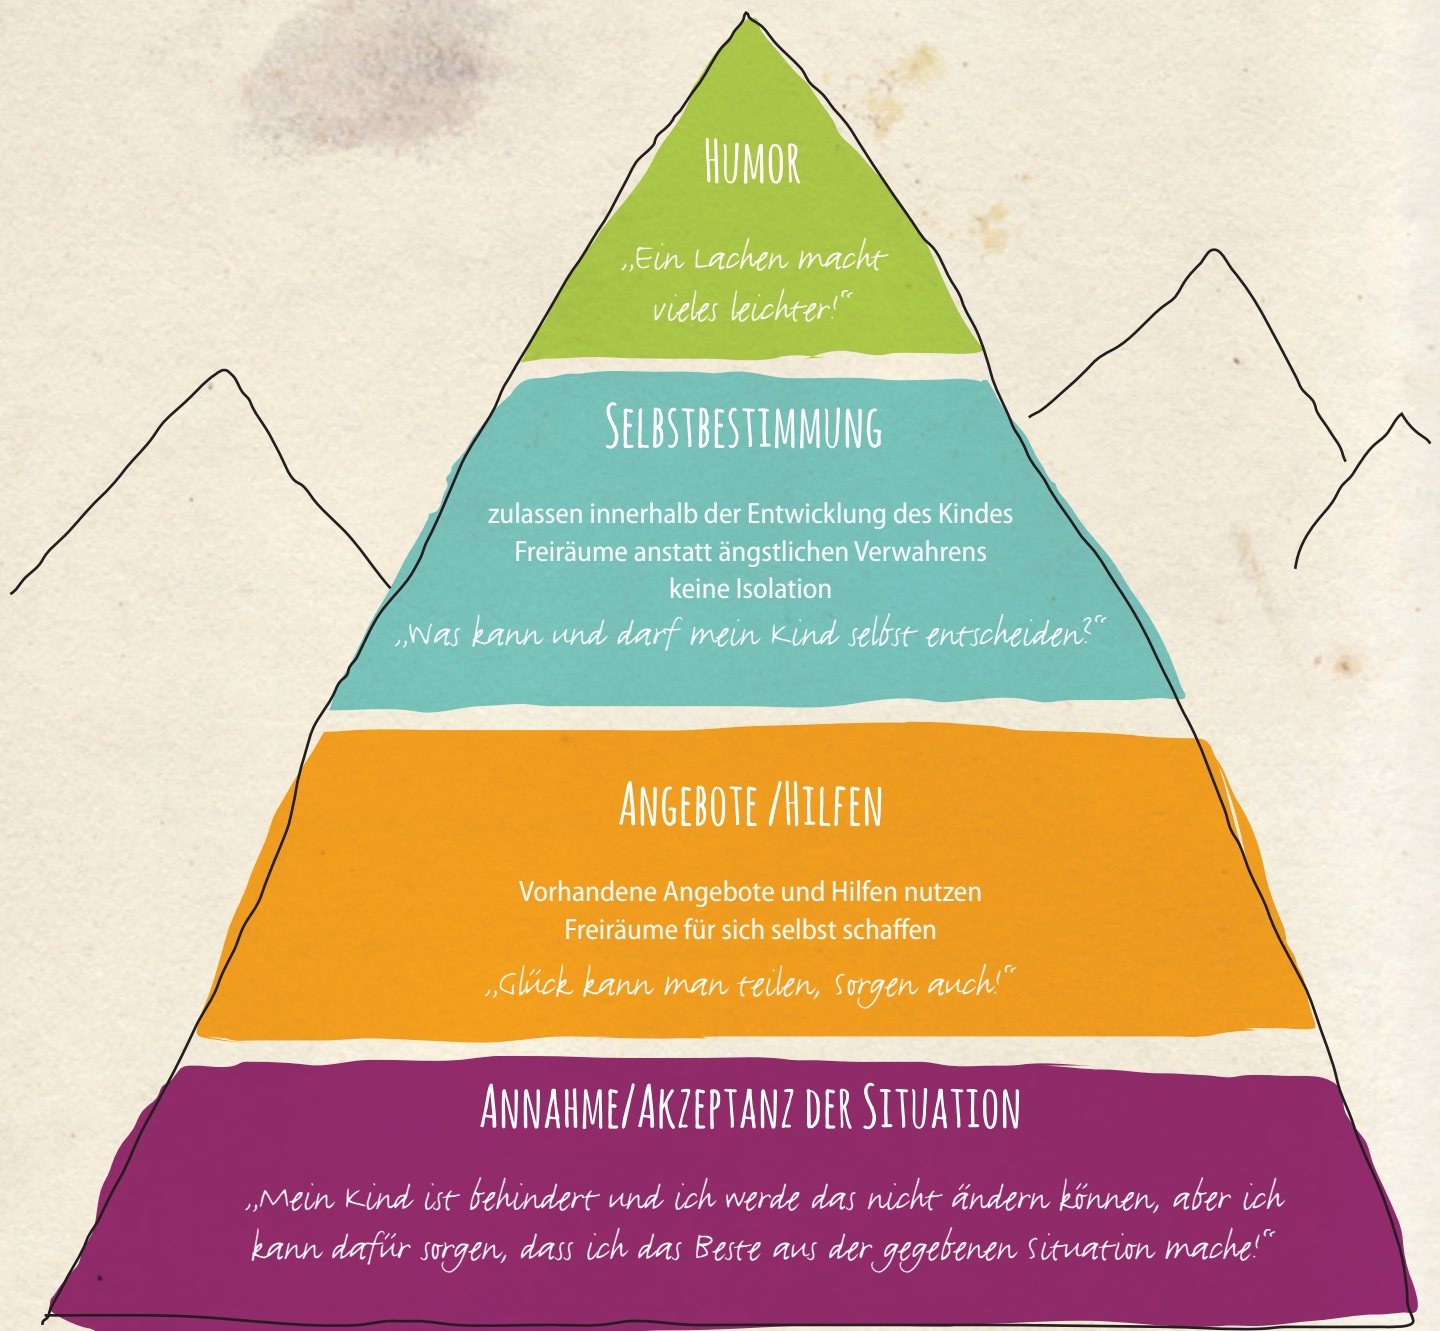 Humor
„Ein Lachen macht
vieles leichter!“
Selbstbestimmung
zulassen innerhalb der Entwicklung des Kindes
Freiräume anstatt ängstlichen Verwahrens
keine Isolation
„Was kann und darf mein Kind selbst entscheiden?“
Angebote /Hilfen
Vorhandene Angebote und Hilfen nutzen
Freiräume für sich selbst schaffen
„Glück kann man teilen, Sorgen auch!“
Annahme/Akzeptanz der Situation
„Mein Kind ist behindert und ich werde das nicht ändern können, aber ich
kann dafür sorgen, dass ich das Beste aus der gegebenen Situation mache!“